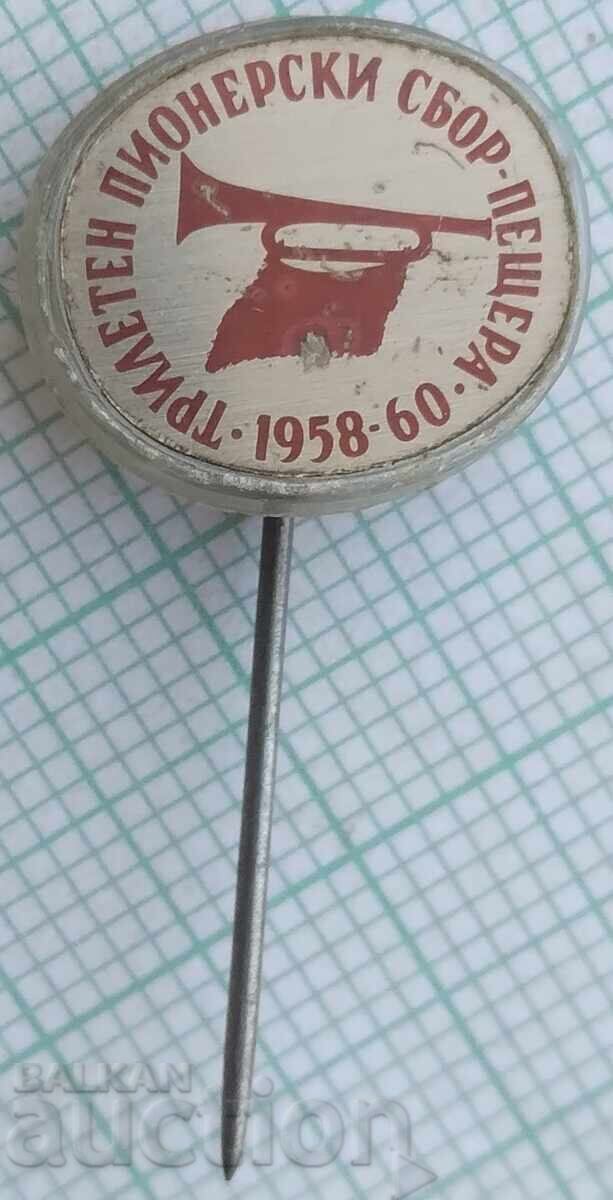 ТРИЛЕТЕН ПИОНЕРСКИ СБОР-ПЕЩЕРА
· 1958-60 ·
BALKAN
auction